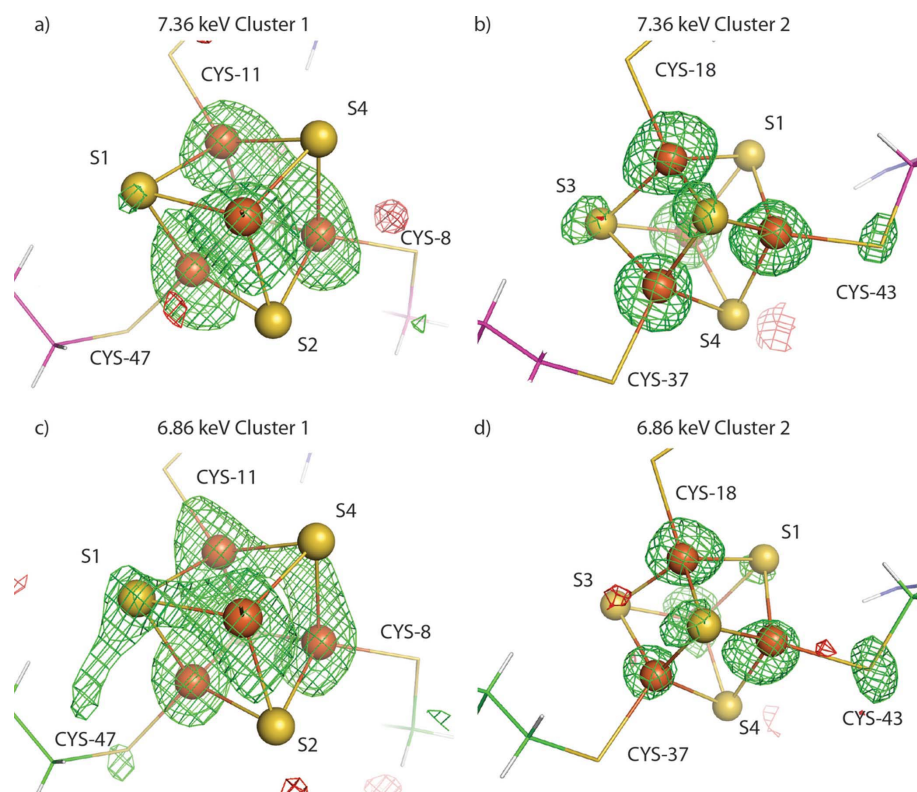 a) 7.36 keV Cluster 1
CYS-11
S4
S1
CYS-8
S2
CYS-47
b) 7.36 keV Cluster 2
CYS-18
S1
S3
CYS-43
S4
CYS-37
c) 6.86 keV Cluster 1
CYS-11
S4
S1
CYS-8
CYS-47
S2
d) 6.86 keV Cluster 2
CYS-18
S1
S3
CYS-43
S4
CYS-37